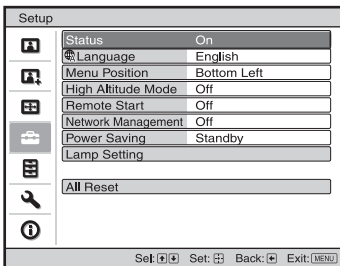 Setup
Status On
Language English
Menu Position Bottom Left
High Altitude Mode Off
Remote Start Off
Network Management Off
Power Saving Standby
Lamp Setting
All Reset
Sel: Set: Back: Exit: MENU